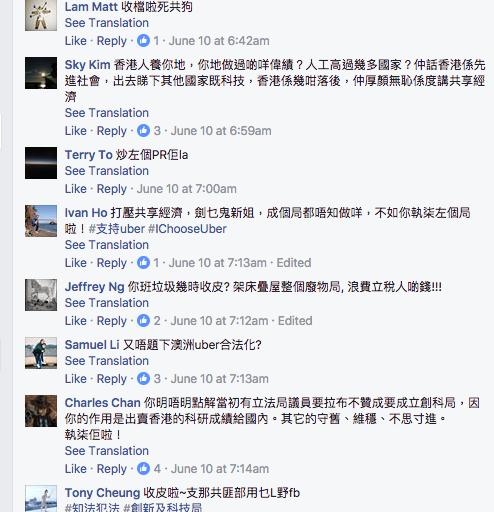 Lam Matt 收檔啦死共狗
See Translation
Like · Reply · 1 · June 10 at 6:42am
Sky Kim 香港人養你地，你地做過啲咩偉績？人工高過幾多國家？仲話香港係先
進社會，出去睇下其他國家既科技，香港係幾咁落後，仲厚顏無恥係度講共享經
濟
See Translation
Like · Reply · 3 · June 10 at 6:59am
Terry To 炒左個PR佢la
See Translation
Like · Reply · June 10 at 7:00am
Ivan Ho 打壓共享經濟，劍乜鬼新姐，成個局都唔知做咩，不如你執柒左個局
啦！#支持uber #IChooseUber
See Translation
Like · Reply · 1 · June 10 at 7:13am · Edited
Jeffrey Ng 你班垃圾幾時收皮? 架床疊屋整個廢物局, 浪費立稅人啲錢!!!
See Translation
Like · Reply · 2 · June 10 at 7:12am · Edited
Samuel Li 又唔題下澳洲uber合法化?
See Translation
Like · Reply · 3 · June 10 at 7:13am
Charles Chan 你明唔明點解當初有立法局議員要拉布不贊成要成立創科局，因
你的作用是出賣香港的科研成績給國內。其它的守舊、維穩、不思寸進。
執柒佢啦！
See Translation
Like · Reply · 4 · June 10 at 7:14am
Tony Cheung 收皮啦~支那共匪部用乜L野fb
#知法犯法 #創新及科技局